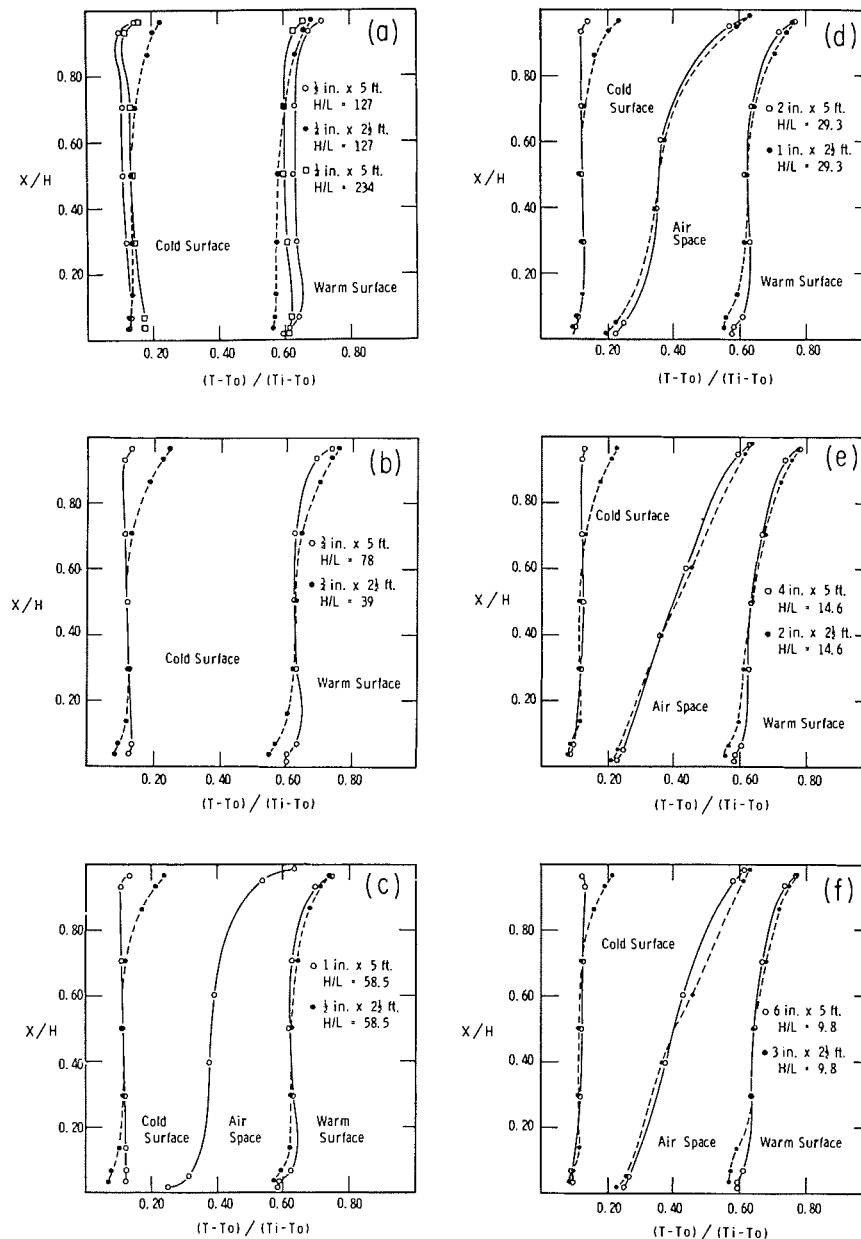 (a)
0.80
0.60
0.40
0.20
X/H
½ in. x 5 ft.
H/L = 127
¼ in. x 2½ ft.
H/L = 127
¼ in. x 5 ft.
H/L = 234
Cold Surface
Warm Surface
0.20
0.40
0.60
0.80
(T-To)/(Ti-To)
(b)
0.80
0.60
0.40
0.20
X/H
¾ in. x 5 ft.
H/L = 78
¾ in. x 2½ ft.
H/L = 39
Cold Surface
Warm Surface
0.20
0.40
0.60
0.80
(T-To)/(Ti-To)
(c)
0.80
0.60
0.40
0.20
X/H
1 in. x 5 ft.
H/L = 58.5
½ in. x 2½ ft.
H/L = 58.5
Cold
Surface
Air
Space
Warm
Surface
0.20
0.40
0.60
0.80
(T-To)/(Ti-To)
(d)
0.80
0.60
0.40
0.20
X/H
Cold
Surface
2 in x 5 ft.
H/L = 29.3
1 in x 2½ ft.
H/L = 29.3
Air
Space
Warm Surface
0.20
0.40
0.60
0.80
(T-To)/(Ti-To)
(e)
0.80
0.60
0.40
0.20
X/H
Cold Surface
4 in x 5 ft.
H/L = 14.6
2 in x 2½ ft.
H/L = 14.6
Air Space
Warm Surface
0.20
0.40
0.60
0.80
(T-To)/(Ti-To)
(f)
0.80
0.60
0.40
0.20
X/H
Cold Surface
6 in x 5 ft.
H/L = 9.8
3 in x 2½ ft.
H/L = 9.8
Air Space
Warm Surface
0.20
0.40
0.60
0.80
(T-To)/(Ti-To)